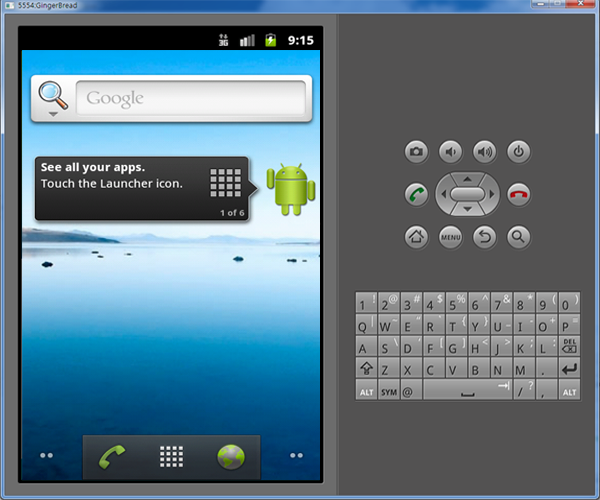 5554:GingerBread
3G 9:15
Google
See all your apps.
Touch the Launcher icon.
1 of 6
MENU
1 ! 2 @ 3 # 4 $ 5 % 6 ^ 7 & 8 * 9 ( 0 )
Q | W ~ E " R ` T { Y } U _ I - O + P =
A S \ D ' F [ G ] H < J > K ; L : DEL
Z X C V B N M .
ALT SYM @ / ? , ALT